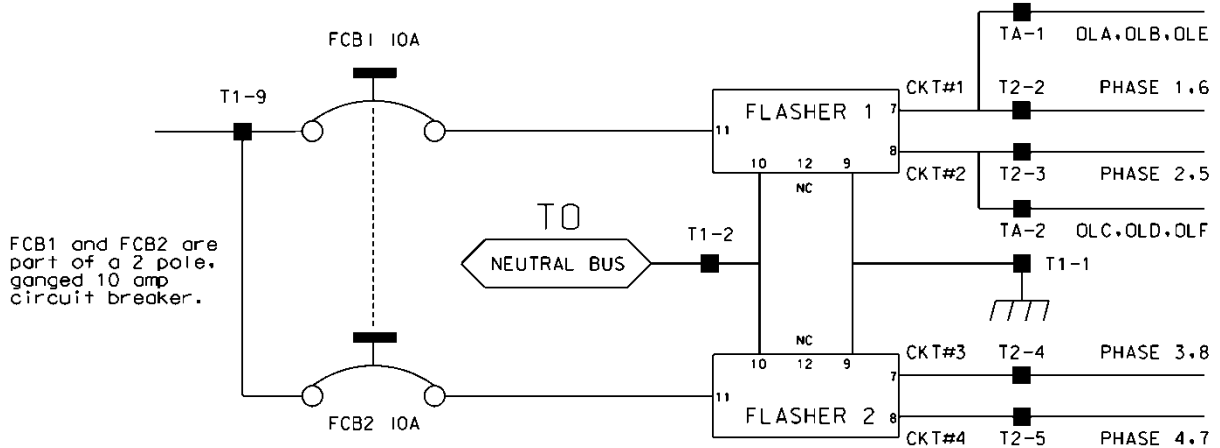 FCB1 10A
T1-9
FCB1 and FCB2 are
part of a 2 pole,
ganged 10 amp
circuit breaker.
FCB2 10A
TO
NEUTRAL BUS
T1-2
FLASHER 1
11
7
8
10 12 9
NC
CKT#1
CKT#2
TA-1 OLA,OLB,OLE
T2-2 PHASE 1,6
T2-3 PHASE 2,5
TA-2 OLC,OLD,OLF
T1-1
NC
10 12 9
FLASHER 2
11
7
8
CKT#3 T2-4 PHASE 3,8
CKT#4 T2-5 PHASE 4,7